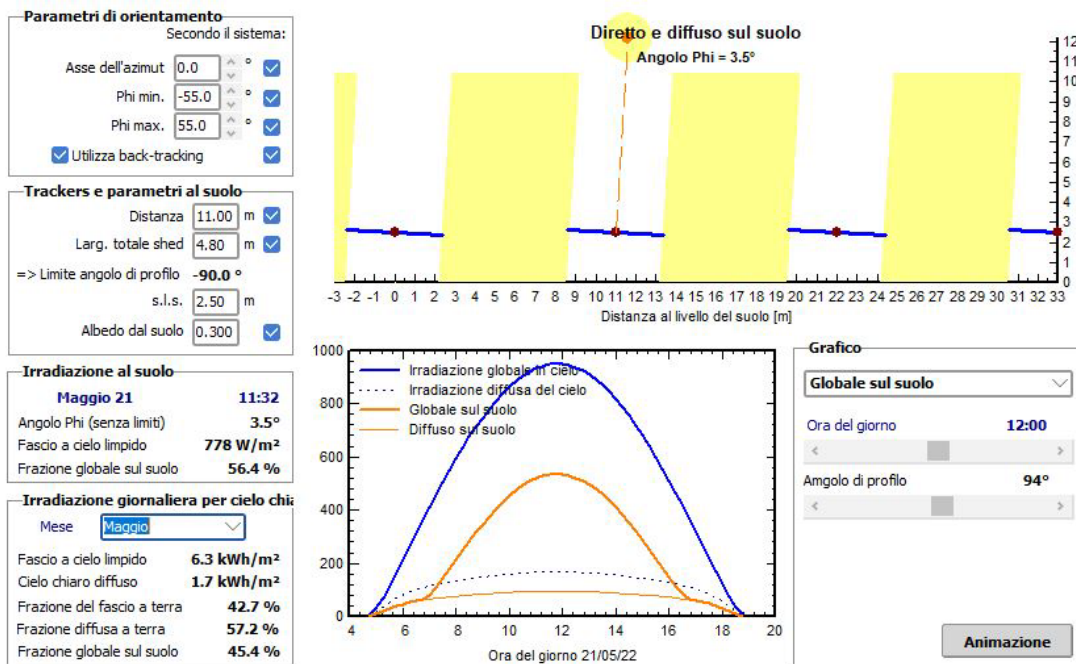 Parametri di orientamento
Secondo il sistema:
Asse dell'azimut 0.0 °
Phi min. -55.0 °
Phi max. 55.0 °
Utilizza back-tracking
Trackers e parametri al suolo
Distanza 11.00 m
Larg. totale shed 4.80 m
=> Limite angolo di profilo -90.0 °
s.l.s. 2.50 m
Albedo dal suolo 0.300
Irradiazione al suolo
Maggio 21 11:32
Angolo Phi (senza limiti) 3.5°
Fascio a cielo limpido 778 W/m²
Frazione globale sul suolo 56.4 %
Irradiazione giornaliera per cielo chia
Mese Maggio
Fascio a cielo limpido 6.3 kWh/m²
Cielo chiaro diffuso 1.7 kWh/m²
Frazione del fascio a terra 42.7 %
Frazione diffusa a terra 57.2 %
Frazione globale sul suolo 45.4 %
Diretto e diffuso sul suolo
Angolo Phi = 3.5°
12
11
10
9
8
7
6
5
4
3
2
1
0
-3 -2 -1 0 1 2 3 4 5 6 7 8 9 10 11 12 13 14 15 16 17 18 19 20 21 22 23 24 25 26 27 28 29 30 31 32 33
Distanza al livello del suolo [m]
1000
800
600
400
200
0
Irradiazione globale in cielo
Irradiazione diffusa del cielo
Globale sul suolo
Diffuso sul suolo
4 6 8 10 12 14 16 18 20
Ora del giorno 21/05/22
Grafico
Globale sul suolo
Ora del giorno 12:00
Amgolo di profilo 94°
Animazione